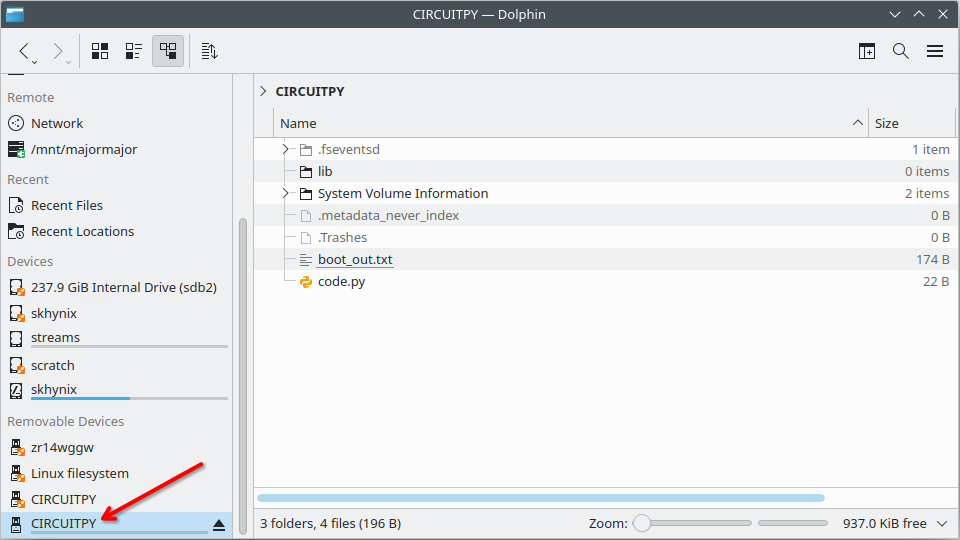 CIRCUITPY — Dolphin
Remote
Network
/mnt/majormajor
Recent
Recent Files
Recent Locations
Devices
237.9 GiB Internal Drive (sdb2)
skhynix
streams
scratch
skhynix
Removable Devices
zr14wggw
Linux filesystem
CIRCUITPY
CIRCUITPY
CIRCUITPY
Name Size
.fseventsd 1 item
lib 0 items
System Volume Information 2 items
.metadata_never_index 0 B
.Trashes 0 B
boot_out.txt 174 B
code.py 22 B
3 folders, 4 files (196 B) Zoom: 937.0 KiB free